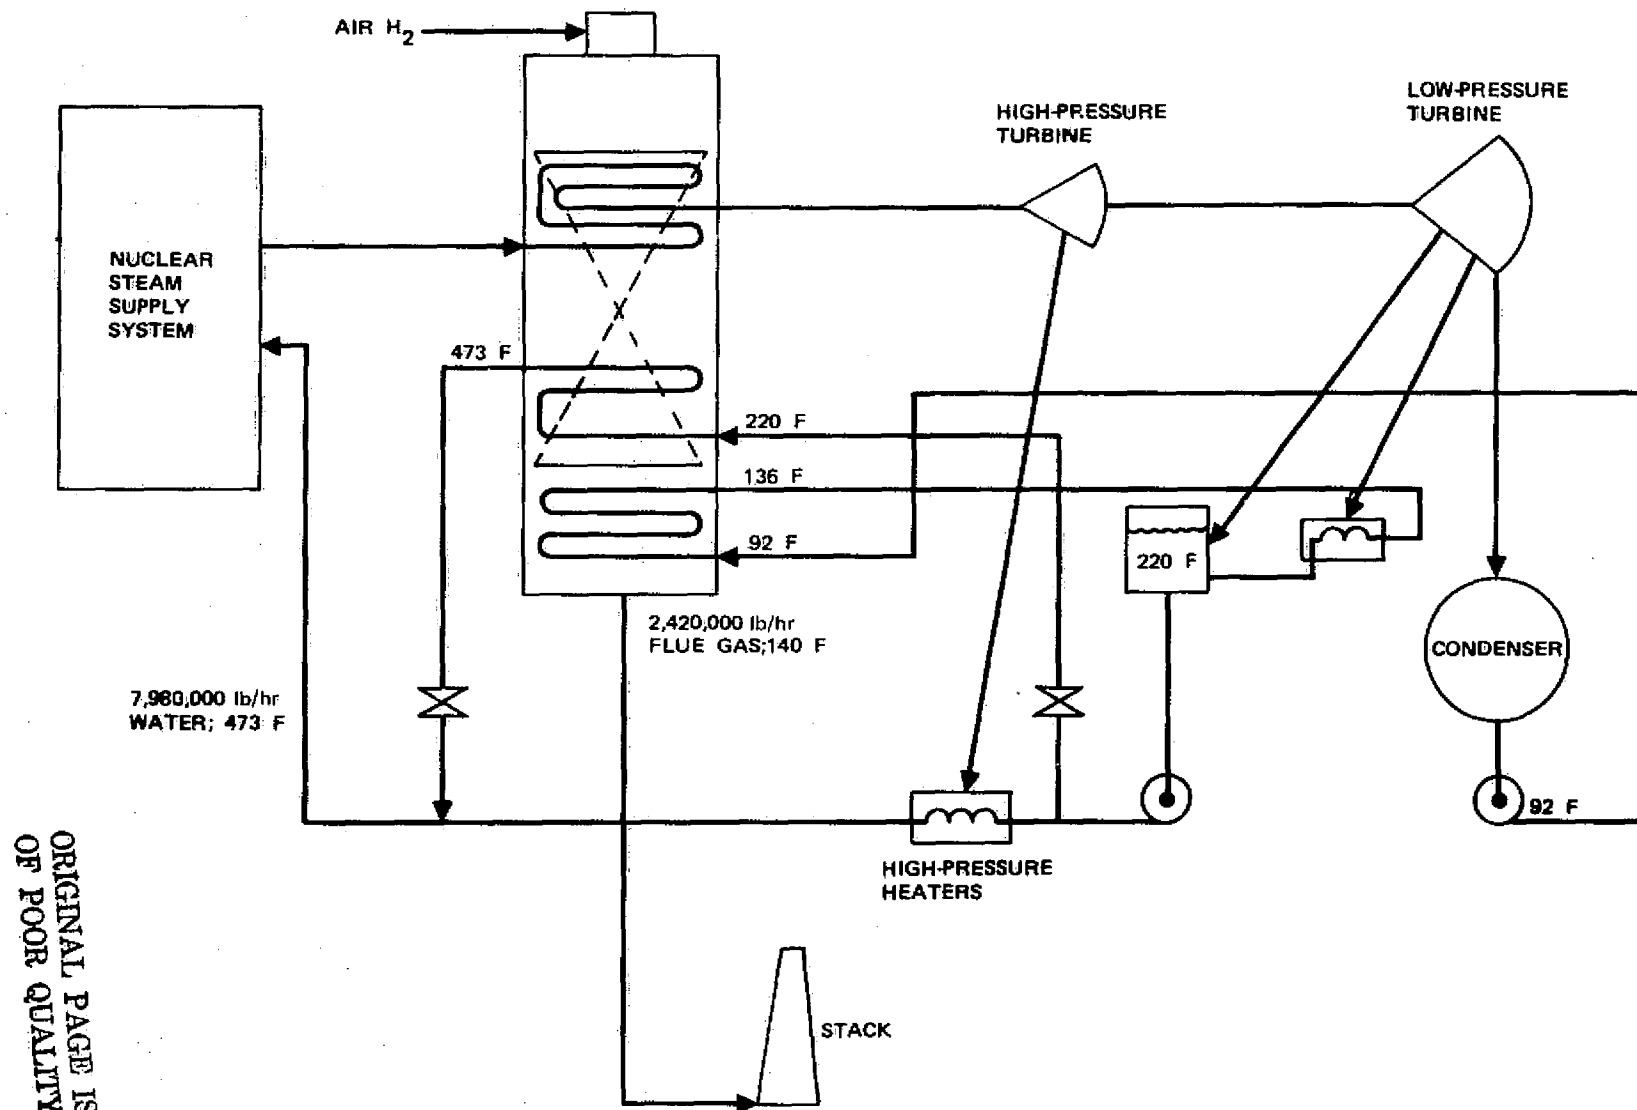 AIR H2
LOW-PRESSURE
TURBINE
HIGH-PRESSURE
TURBINE
NUCLEAR
STEAM
SUPPLY
SYSTEM
473 F
220 F
136 F
92 F
220 F
2,420,000 lb/hr
FLUE GAS;140 F
CONDENSER
7,980,000 lb/hr
WATER; 473 F
92 F
HIGH-PRESSURE
HEATERS
STACK
ORIGINAL PAGE IS
OF POOR QUALITY